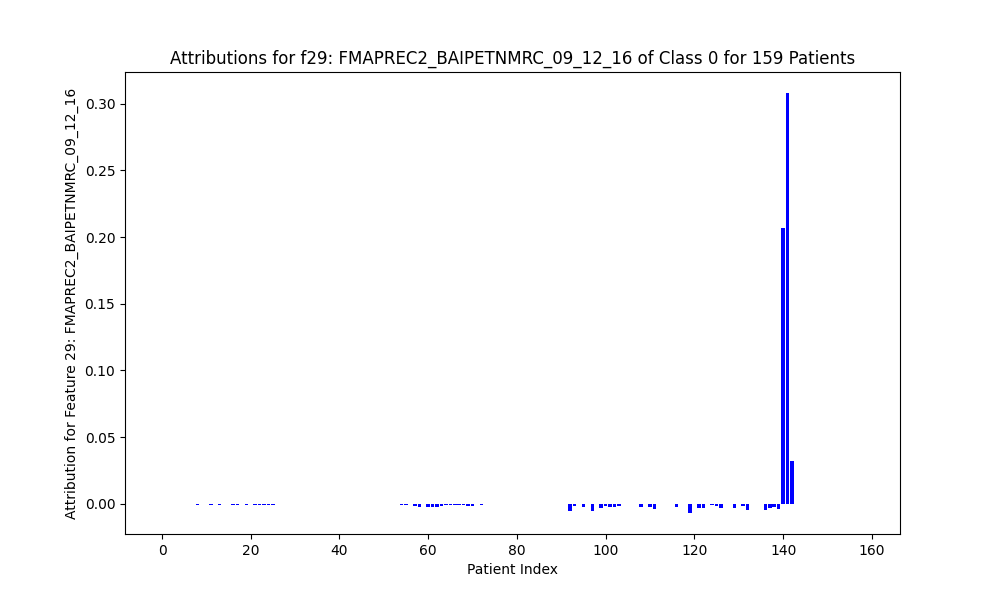 Attributions for f29: FMAPREC2_BAIPETNMRC_09_12_16 of Class 0 for 159 Patients
Attribution for Feature 29: FMAPREC2_BAIPETNMRC_09_12_16
0.30
0.25
0.20
0.15
0.10
0.05
0.00
0 20 40 60 80 100 120 140 160
Patient Index